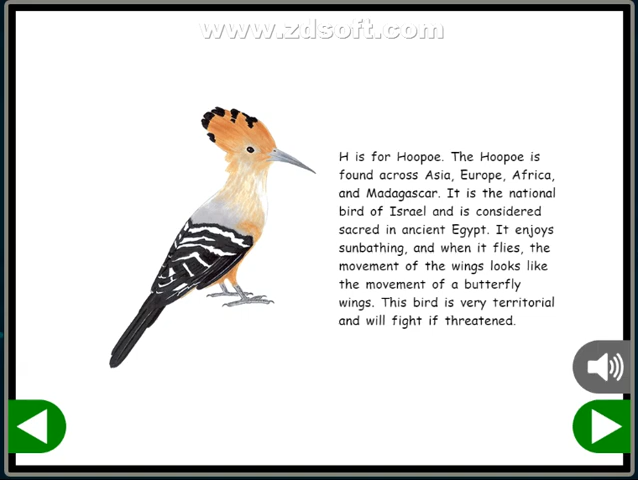 www.zdsoft.com
H is for Hoopoe. The Hoopoe is
found across Asia, Europe, Africa,
and Madagascar. It is the national
bird of Israel and is considered
sacred in ancient Egypt. It enjoys
sunbathing, and when it flies, the
movement of the wings looks like
the movement of a butterfly
wings. This bird is very territorial
and will fight if threatened.